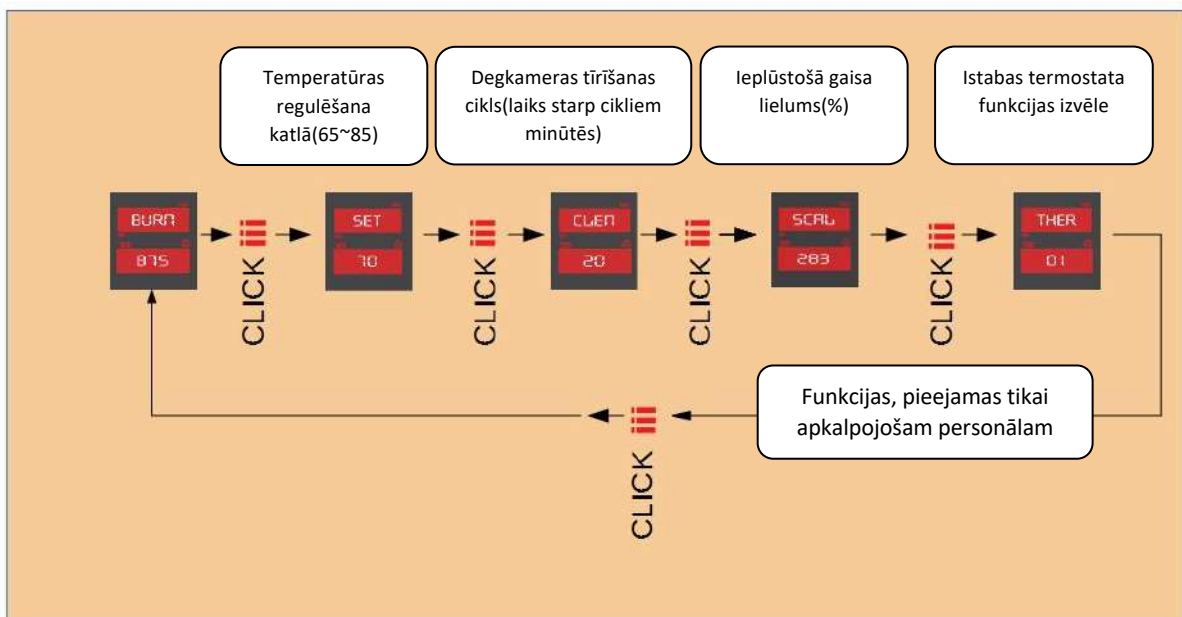 Temperatūras
regulēšana
katlā(65~85)
Degkameras tīrīšanas
cikls(laiks starp cikliem
minūtēs)
Ieplūstošā gaisa
lielums(%)
Istabas termostata
funkcijas izvēle
BURN
875
CLICK
SET
70
CLICK
CLEN
20
CLICK
SCAL
283
CLICK
THER
01
Funkcijas, pieejamas tikai
apkalpojošam personālam
CLICK